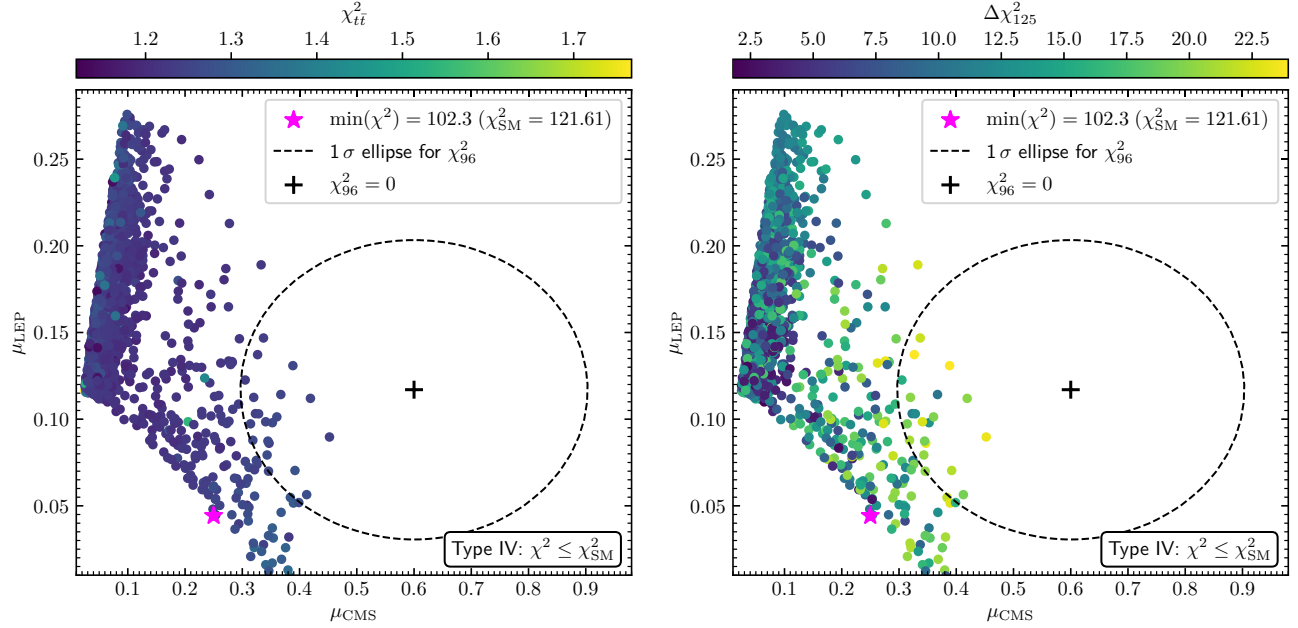 χ²_{tt̄}
1.2 1.3 1.4 1.5 1.6 1.7
min(χ²) = 102.3 (χ²_SM = 121.61)
1 σ ellipse for χ²_96
χ²_96 = 0
0.25
0.20
0.15
0.10
0.05
μ_LEP
Type IV: χ² ≤ χ²_SM
0.1 0.2 0.3 0.4 0.5 0.6 0.7 0.8 0.9
μ_CMS
Δχ²_125
2.5 5.0 7.5 10.0 12.5 15.0 17.5 20.0 22.5
min(χ²) = 102.3 (χ²_SM = 121.61)
1 σ ellipse for χ²_96
χ²_96 = 0
0.25
0.20
0.15
0.10
0.05
μ_LEP
Type IV: χ² ≤ χ²_SM
0.1 0.2 0.3 0.4 0.5 0.6 0.7 0.8 0.9
μ_CMS